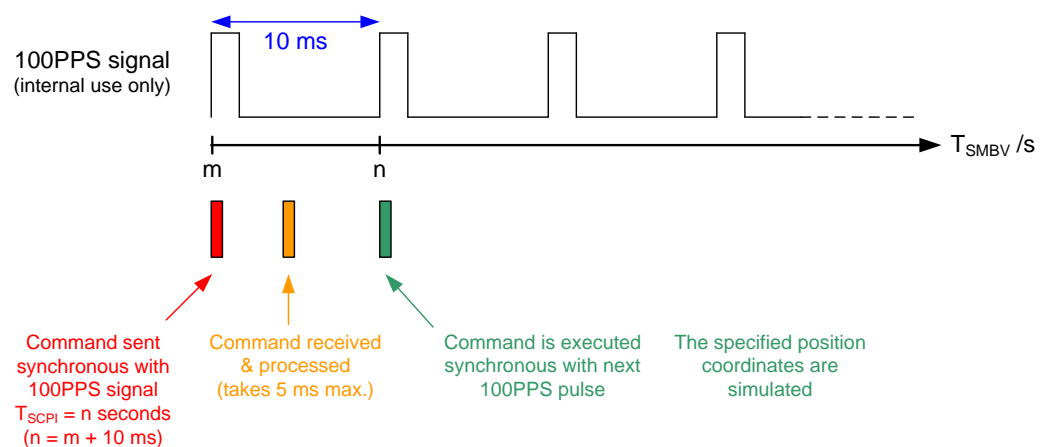 10 ms
100PPS signal
(internal use only)
T_SMBV /s
m
n
Command sent
synchronous with
100PPS signal
T_SCPI = n seconds
(n = m + 10 ms)
Command received
& processed
(takes 5 ms max.)
Command is executed
synchronous with next
100PPS pulse
The specified position
coordinates are
simulated